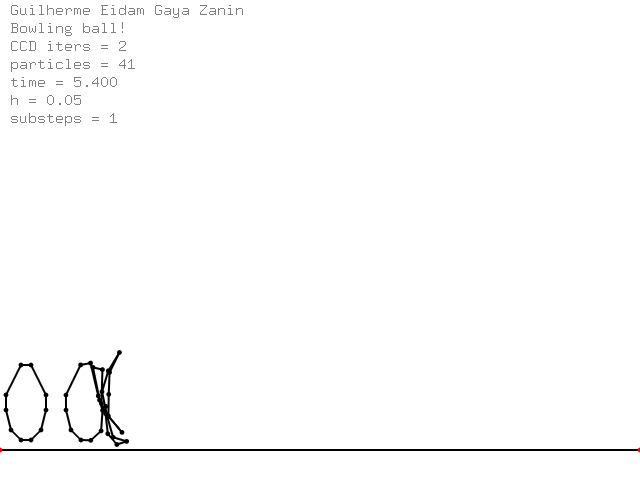 Guilherme Eidam Gaya Zanin
Bowling ball!
CCD iters = 2
particles = 41
time = 5.400
h = 0.05
substeps = 1